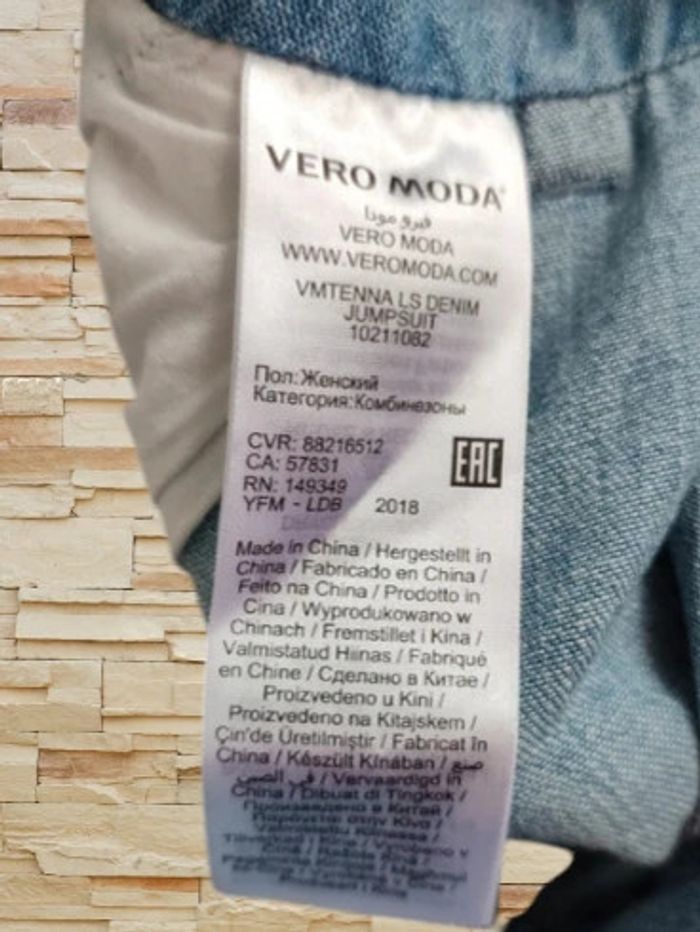 VERO MODA
فيرو مودا
VERO MODA
WWW.VEROMODA.COM
VMTENNA LS DENIM
JUMPSUIT
10211082
Пол:Женский
Категория:Комбинезоны
CVR: 88216512
CA: 57831
RN: 149349
YFM - LDB 2018
EAC
Made in China / Hergestellt in
China / Fabricado en China /
Feito na China / Prodotto in
Cina / Wyprodukowano w
Chinach / Fremstillet i Kina /
Valmistatud Hiinas / Fabriqué
en Chine / Сделано в Китае /
Proizvedeno u Kini /
Proizvedeno na Kitajskem /
Çin'de Üretilmiştir / Fabricat în
China / Készült Kínában / صنع
في الصين / Vervaardigd in
China / Dibuat di Tingkok /
Произведено в Китай /